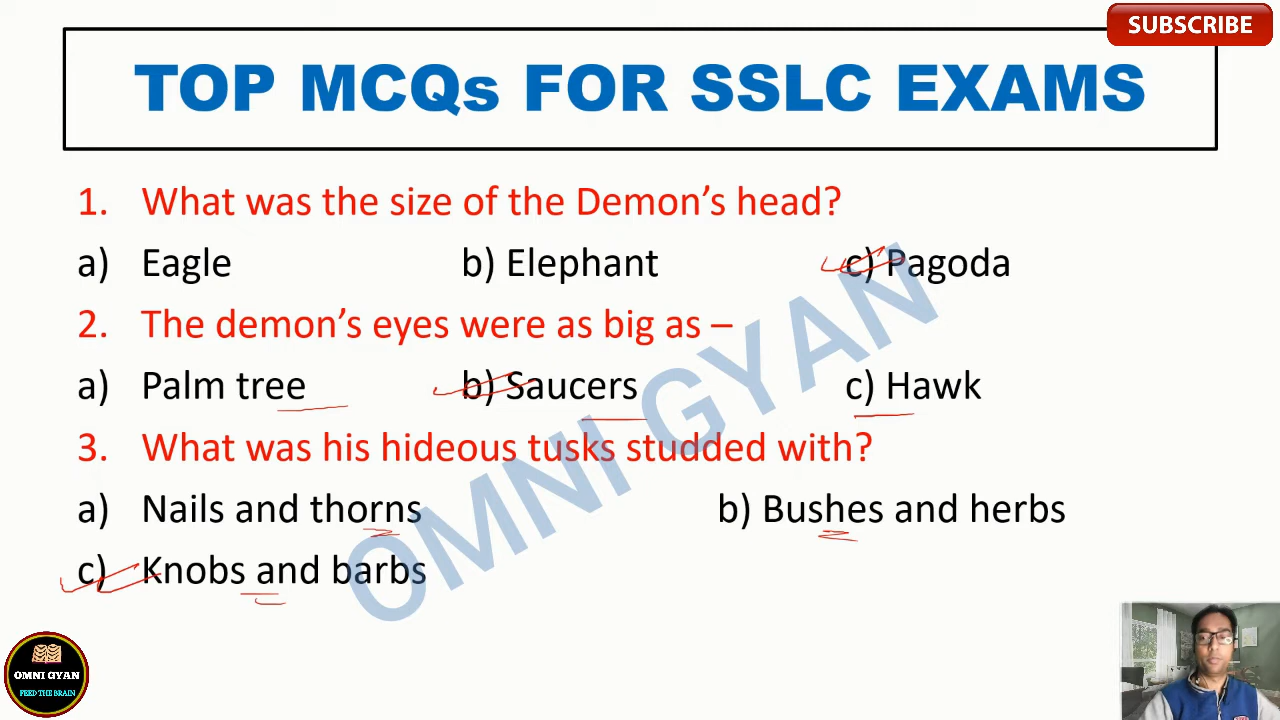 SUBSCRIBE
TOP MCQs FOR SSLC EXAMS
1. What was the size of the Demon’s head?
a) Eagle b) Elephant c) Pagoda
2. The demon’s eyes were as big as –
a) Palm tree b) Saucers c) Hawk
3. What was his hideous tusks studded with?
a) Nails and thorns b) Bushes and herbs
c) Knobs and barbs
OMNI GYAN
OMNI GYAN
FEED THE BRAIN